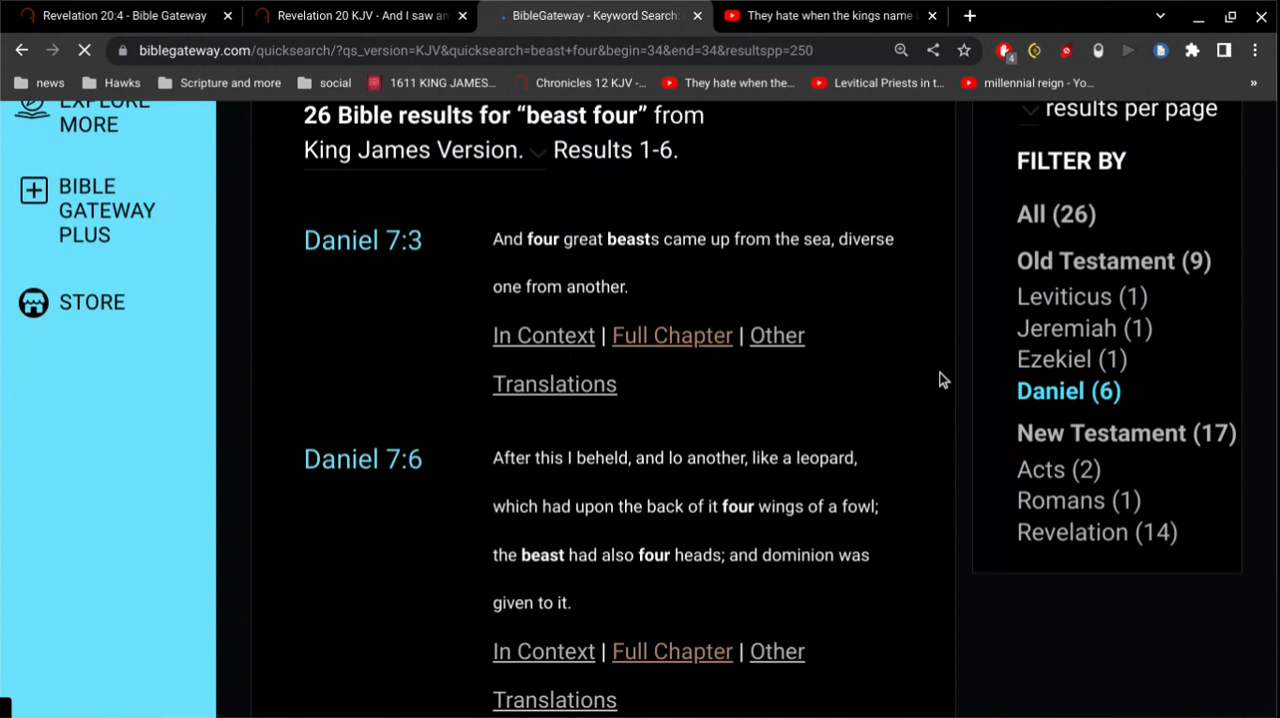 Revelation 20:4 - Bible Gateway
Revelation 20 KJV - And I saw an
BibleGateway - Keyword Search:
They hate when the kings name i
biblegateway.com/quicksearch/?qs_version=KJV&quicksearch=beast+four&begin=34&end=34&resultspp=250
4
news
Hawks
Scripture and more
social
1611 KING JAMES...
Chronicles 12 KJV -...
They hate when the...
Levitical Priests in t...
millennial reign - Yo...
»
EXPLORE
MORE
BIBLE
GATEWAY
PLUS
STORE
26 Bible results for “beast four” from
King James Version. Results 1-6.
Daniel 7:3
And four great beasts came up from the sea, diverse
one from another.
In Context | Full Chapter | Other
Translations
Daniel 7:6
After this I beheld, and lo another, like a leopard,
which had upon the back of it four wings of a fowl;
the beast had also four heads; and dominion was
given to it.
In Context | Full Chapter | Other
Translations
results per page
FILTER BY
All (26)
Old Testament (9)
Leviticus (1)
Jeremiah (1)
Ezekiel (1)
Daniel (6)
New Testament (17)
Acts (2)
Romans (1)
Revelation (14)